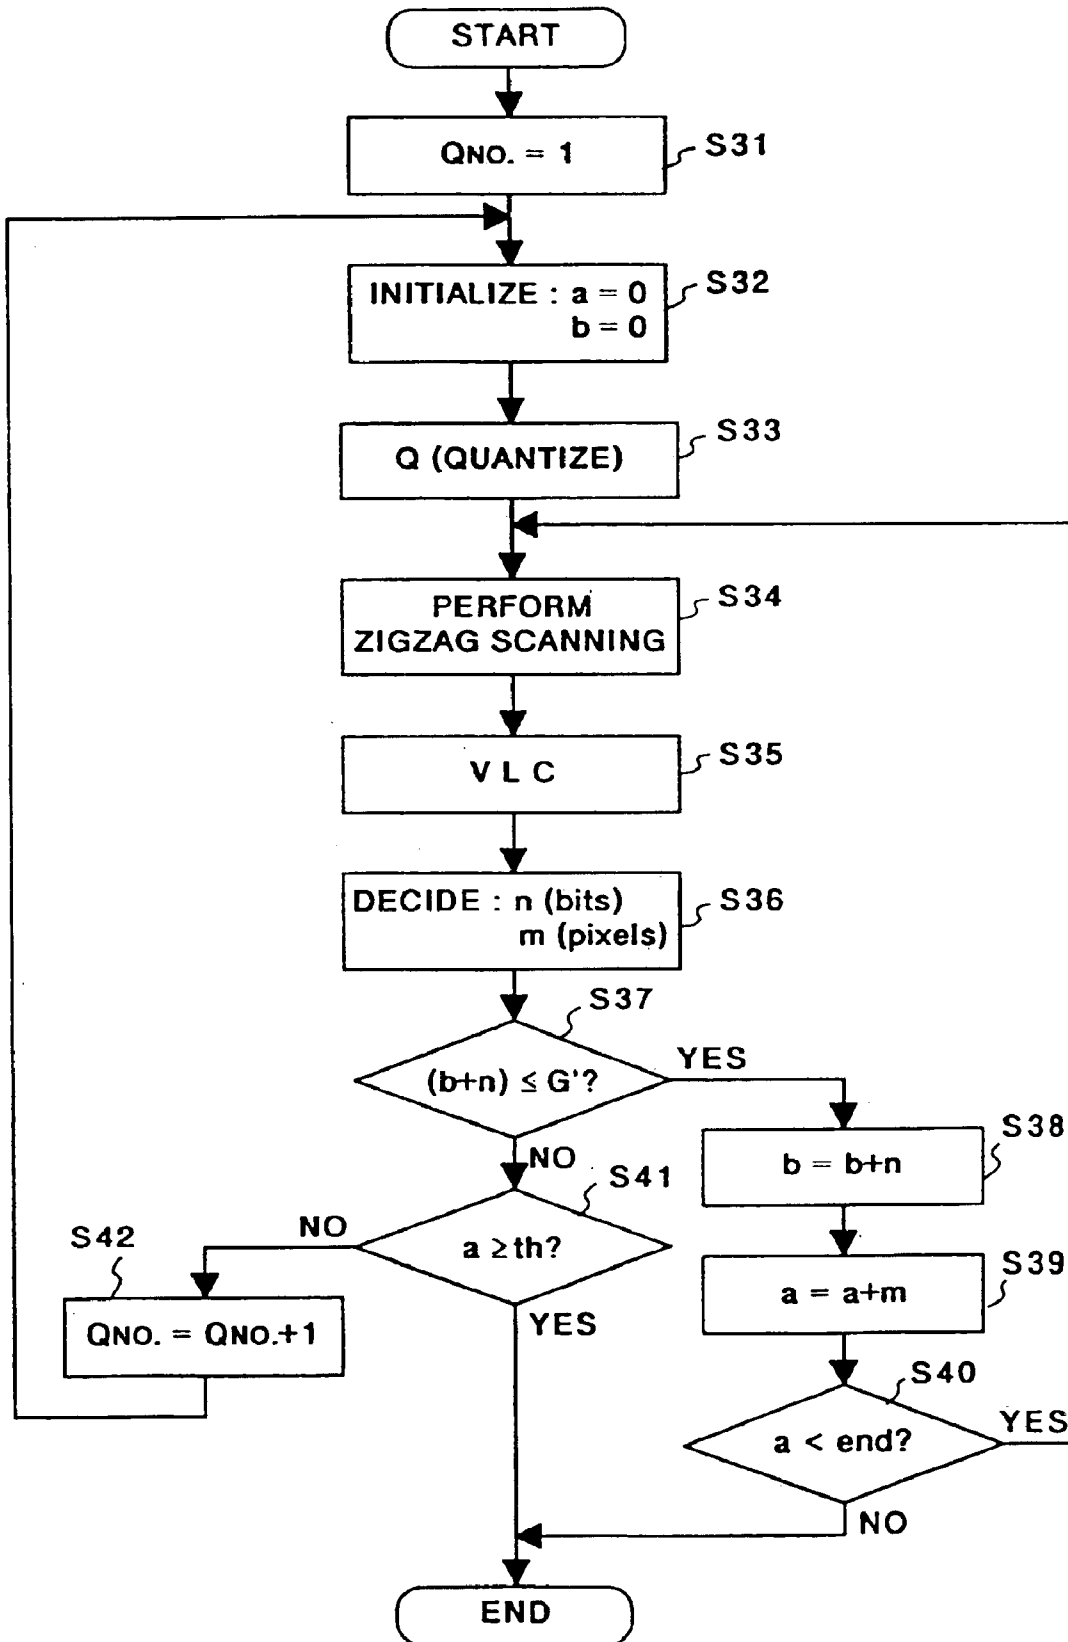 START
QNO. = 1
S31
INITIALIZE : a = 0
b = 0
S32
Q (QUANTIZE)
S33
PERFORM
ZIGZAG SCANNING
S34
V L C
S35
DECIDE : n (bits)
m (pixels)
S36
S37
(b+n) ≤ G'?
YES
NO
S38
b = b+n
S41
a ≥ th?
NO
YES
S42
QNO. = QNO.+1
S39
a = a+m
S40
a < end?
YES
NO
END